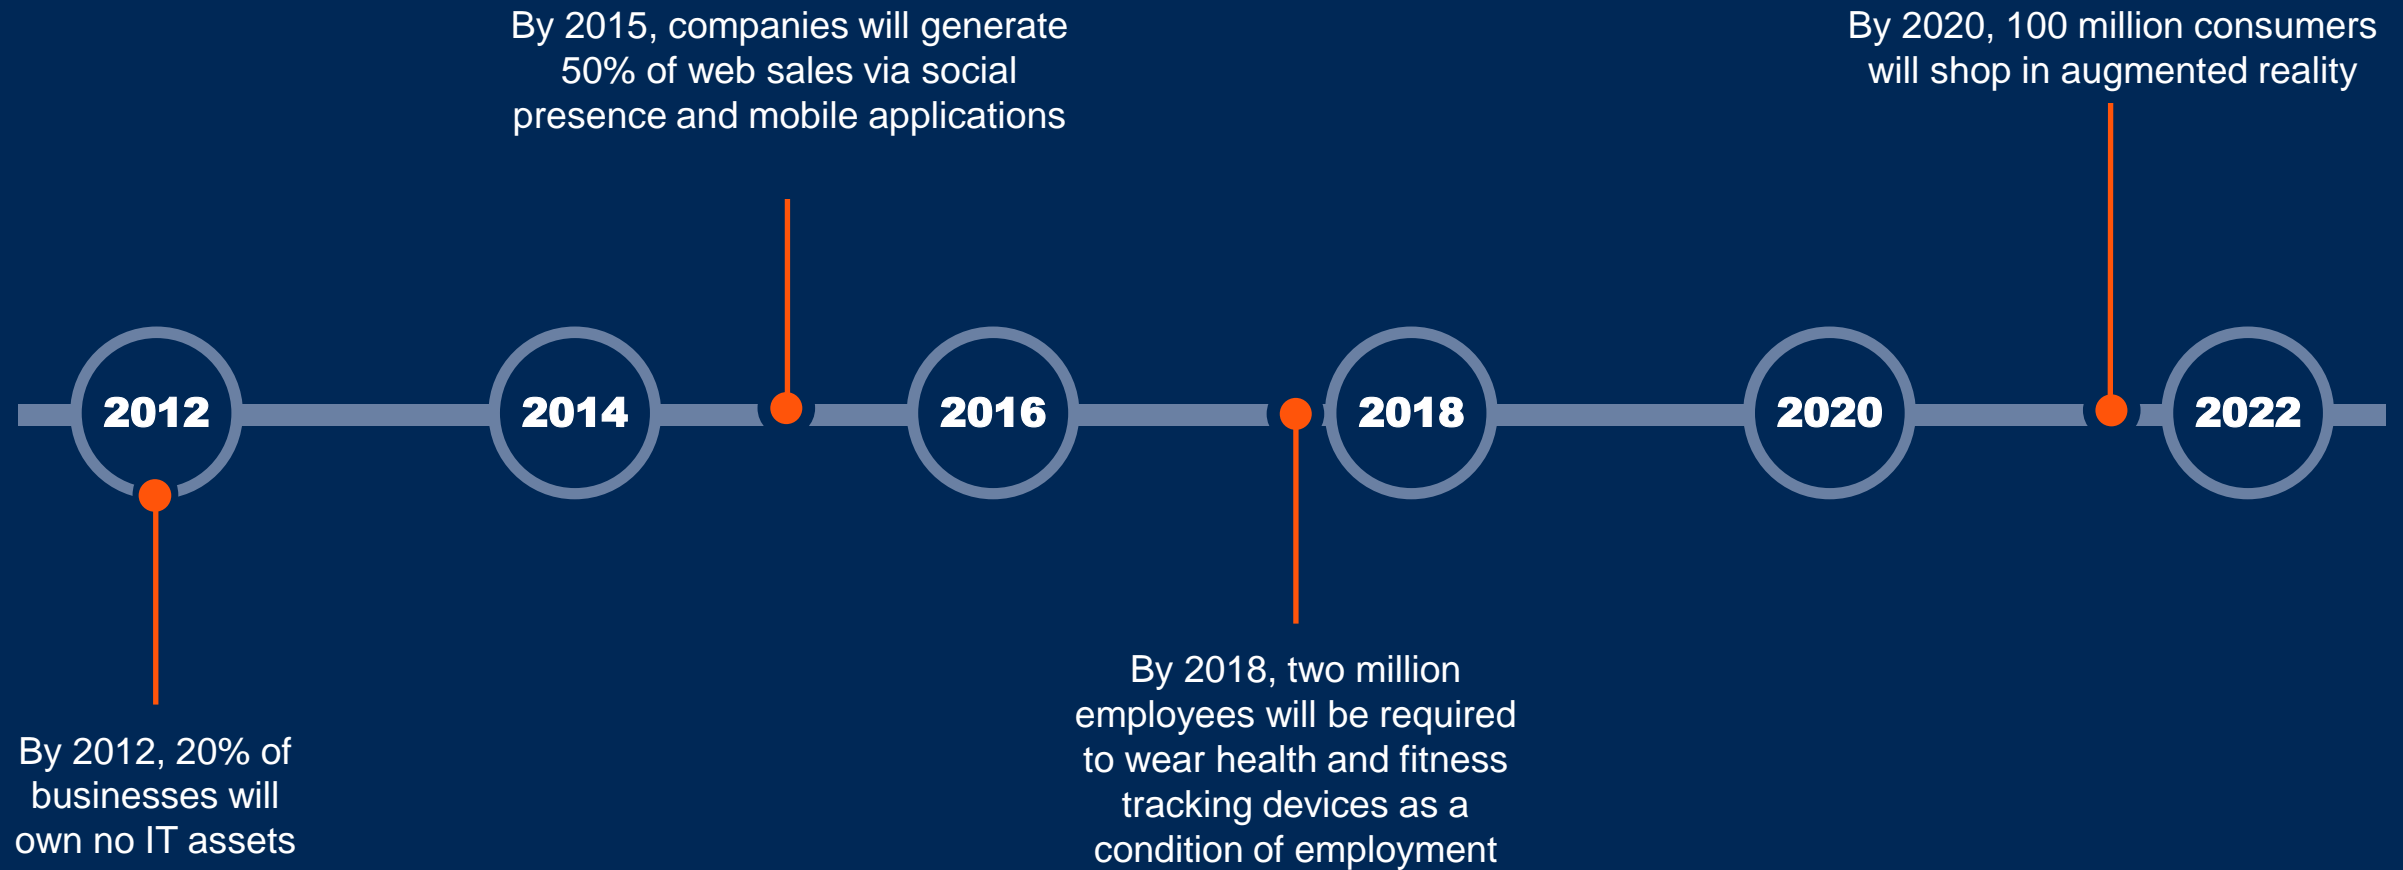 By 2015, companies will generate
50% of web sales via social
presence and mobile applications
By 2020, 100 million consumers
will shop in augmented reality
2012
2014
2016
2018
2020
2022
By 2012, 20% of
businesses will
own no IT assets
By 2018, two million
employees will be required
to wear health and fitness
tracking devices as a
condition of employment